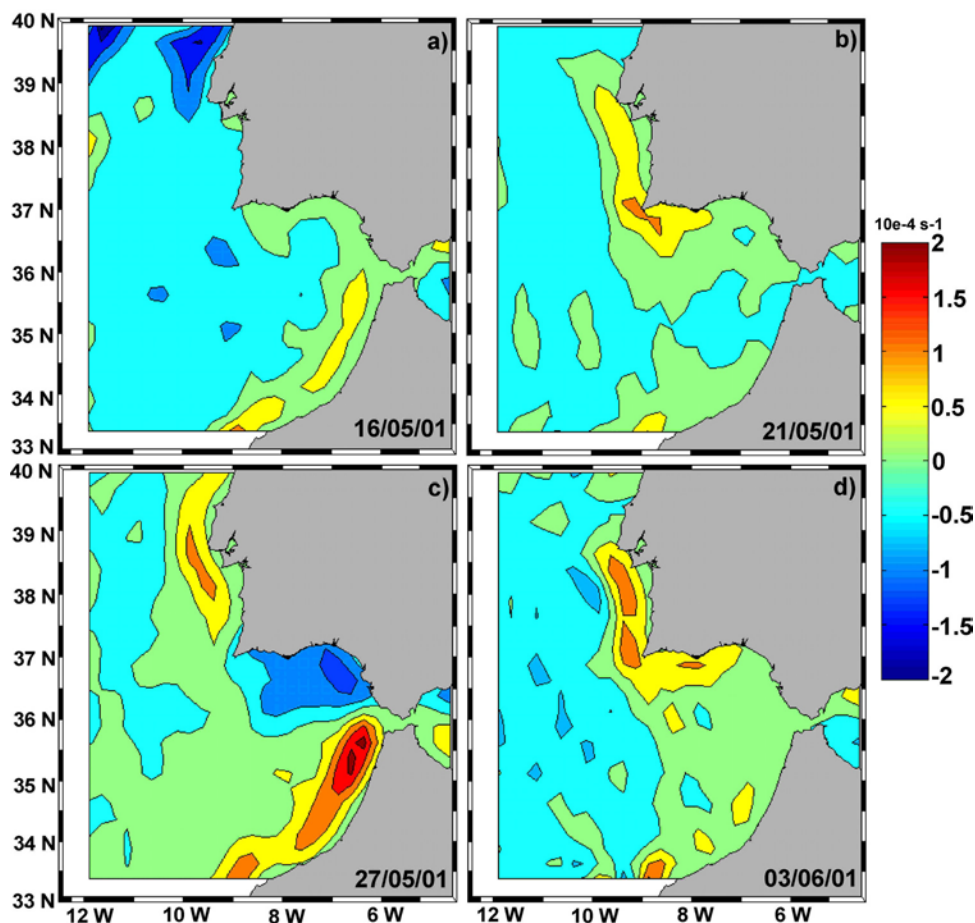 40 N
39 N
38 N
37 N
36 N
35 N
34 N
33 N
a)
16/05/01
b)
21/05/01
10e-4 s-1
2
1.5
1
0.5
0
-0.5
-1
-1.5
-2
40 N
39 N
38 N
37 N
36 N
35 N
34 N
33 N
c)
27/05/01
d)
03/06/01
12 W
10 W
8 W
6 W
12 W
10 W
8 W
6 W